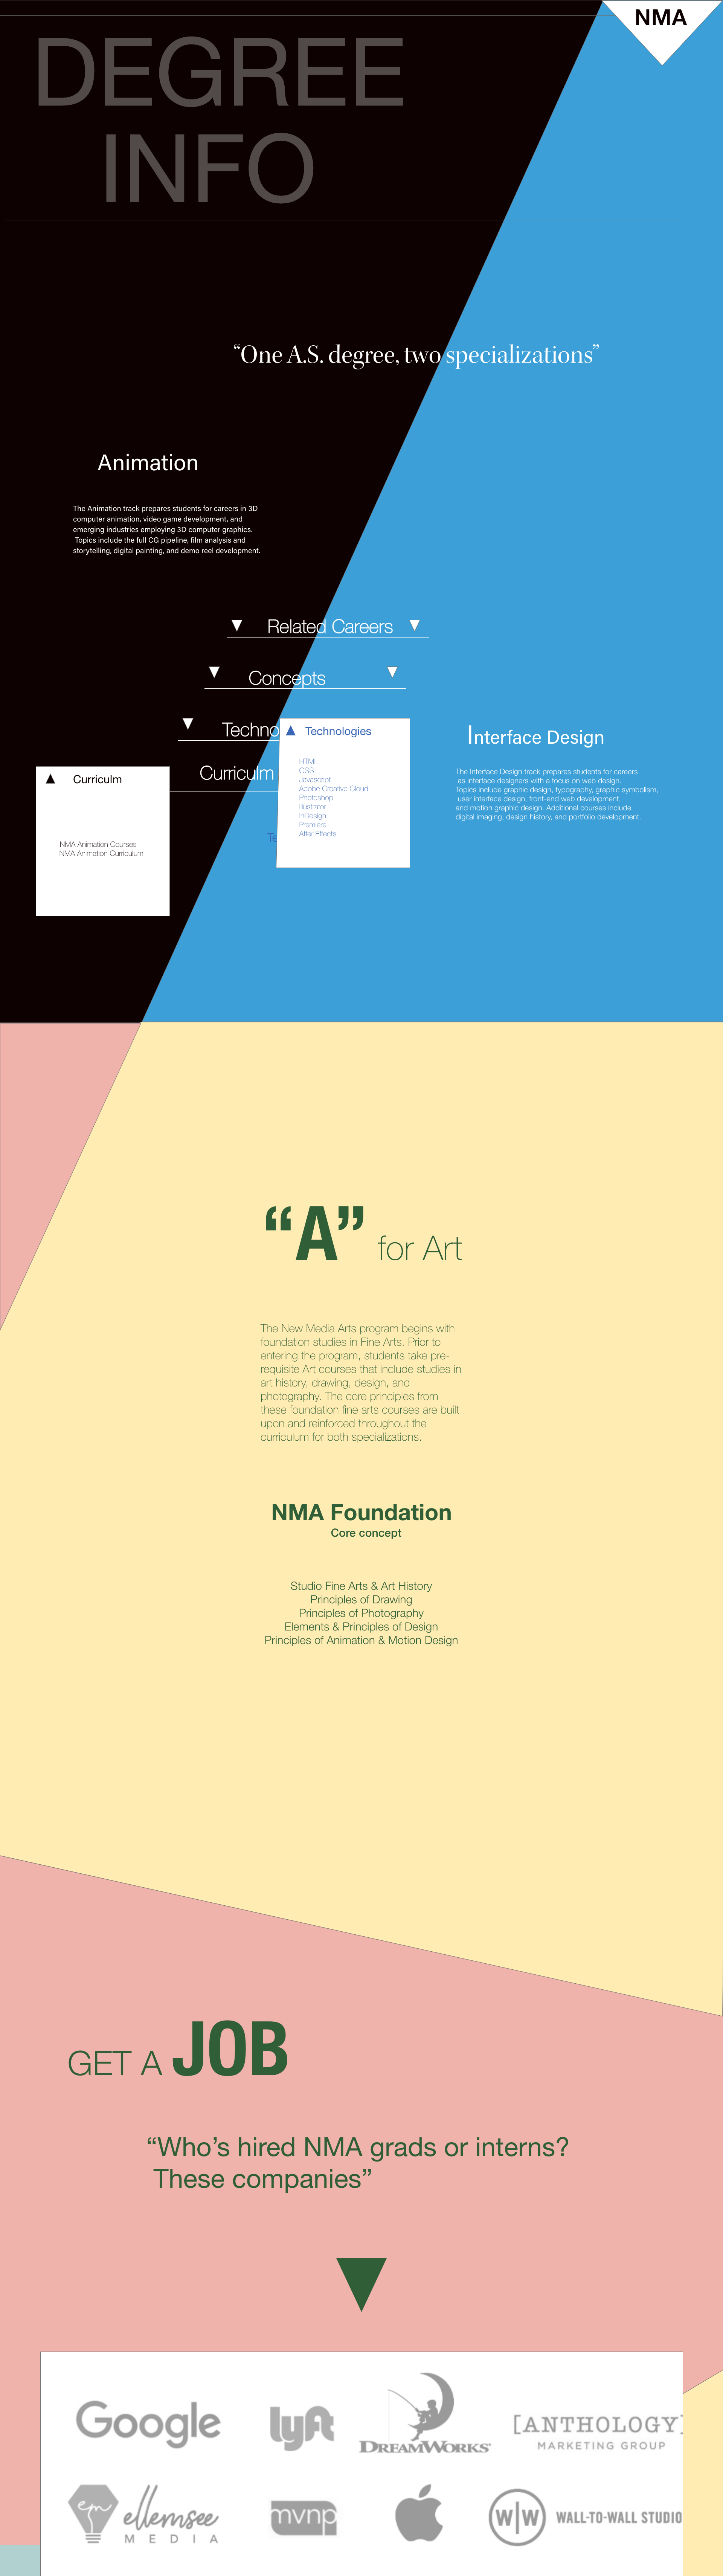 NMA
DEGREE
INFO
“One A.S. degree, two specializations”
Animation
The Animation track prepares students for careers in 3D
computer animation, video game development, and
emerging industries employing 3D computer graphics.
Topics include the full CG pipeline, film analysis and
storytelling, digital painting, and demo reel development.
Related Careers
Concepts
Techno
Curriculm
Te
Curriculm
NMA Animation Courses
NMA Animation Curriculum
Technologies
HTML
CSS
Javascript
Adobe Creative Cloud
Photoshop
Illustrator
InDesign
Premiere
After Effects
Interface Design
The Interface Design track prepares students for careers
as interface designers with a focus on web design.
Topics include graphic design, typography, graphic symbolism,
user interface design, front-end web development,
and motion graphic design. Additional courses include
digital imaging, design history, and portfolio development.
“A” for Art
The New Media Arts program begins with
foundation studies in Fine Arts. Prior to
entering the program, students take pre-
requisite Art courses that include studies in
art history, drawing, design, and
photography. The core principles from
these foundation fine arts courses are built
upon and reinforced throughout the
curriculum for both specializations.
NMA Foundation
Core concept
Studio Fine Arts & Art History
Principles of Drawing
Principles of Photography
Elements & Principles of Design
Principles of Animation & Motion Design
GET A JOB
“Who’s hired NMA grads or interns?
These companies”
Google
lyft
DREAMWORKS
[ANTHOLOGY]
MARKETING GROUP
em
ellemsee
MEDIA
mvnp
W|W
WALL-TO-WALL STUDIO